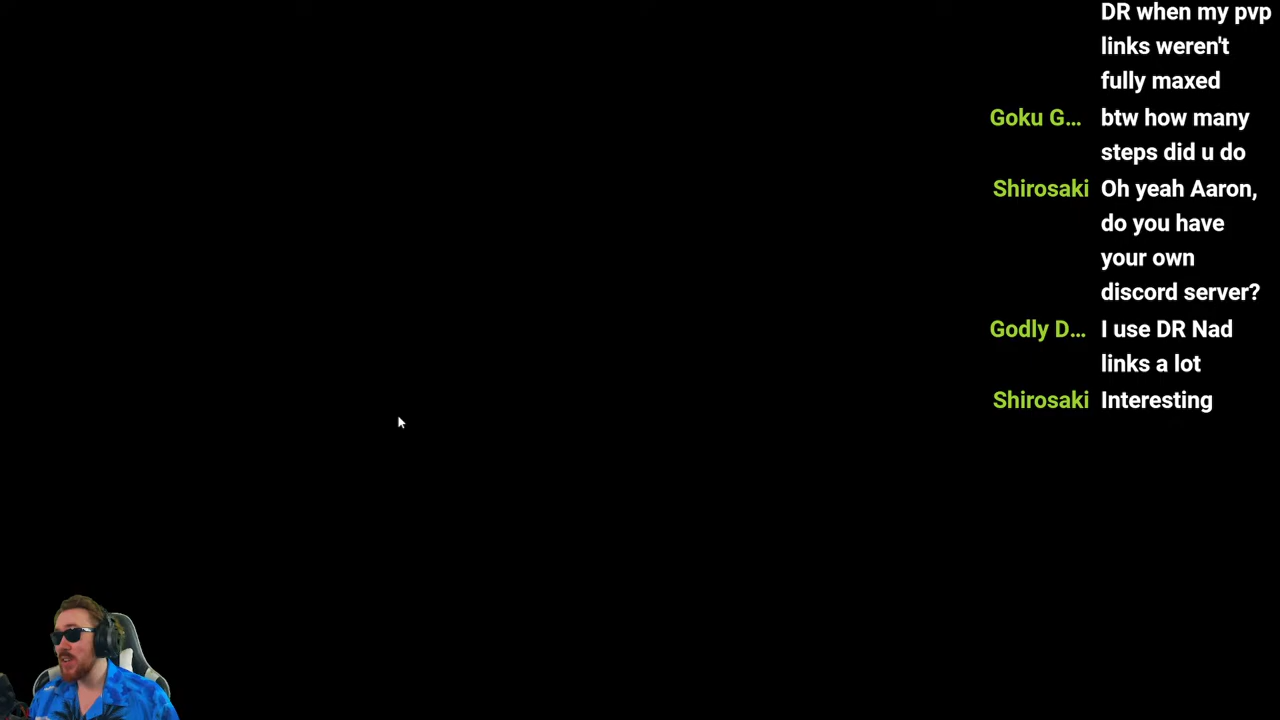 DR when my pvp
links weren't
fully maxed
Goku G... btw how many
steps did u do
Shirosaki Oh yeah Aaron,
do you have
your own
discord server?
Godly D... I use DR Nad
links a lot
Shirosaki Interesting